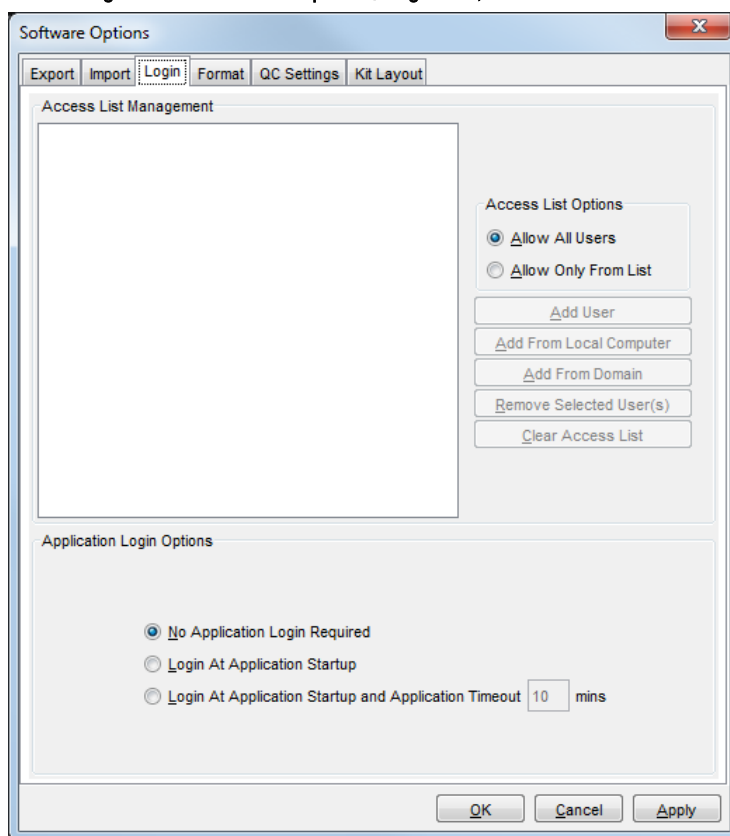 Software Options
Export Import Login Format QC Settings Kit Layout
Access List Management
Access List Options
Allow All Users
Allow Only From List
Add User
Add From Local Computer
Add From Domain
Remove Selected User(s)
Clear Access List
Application Login Options
No Application Login Required
Login At Application Startup
Login At Application Startup and Application Timeout 10 mins
OK Cancel Apply